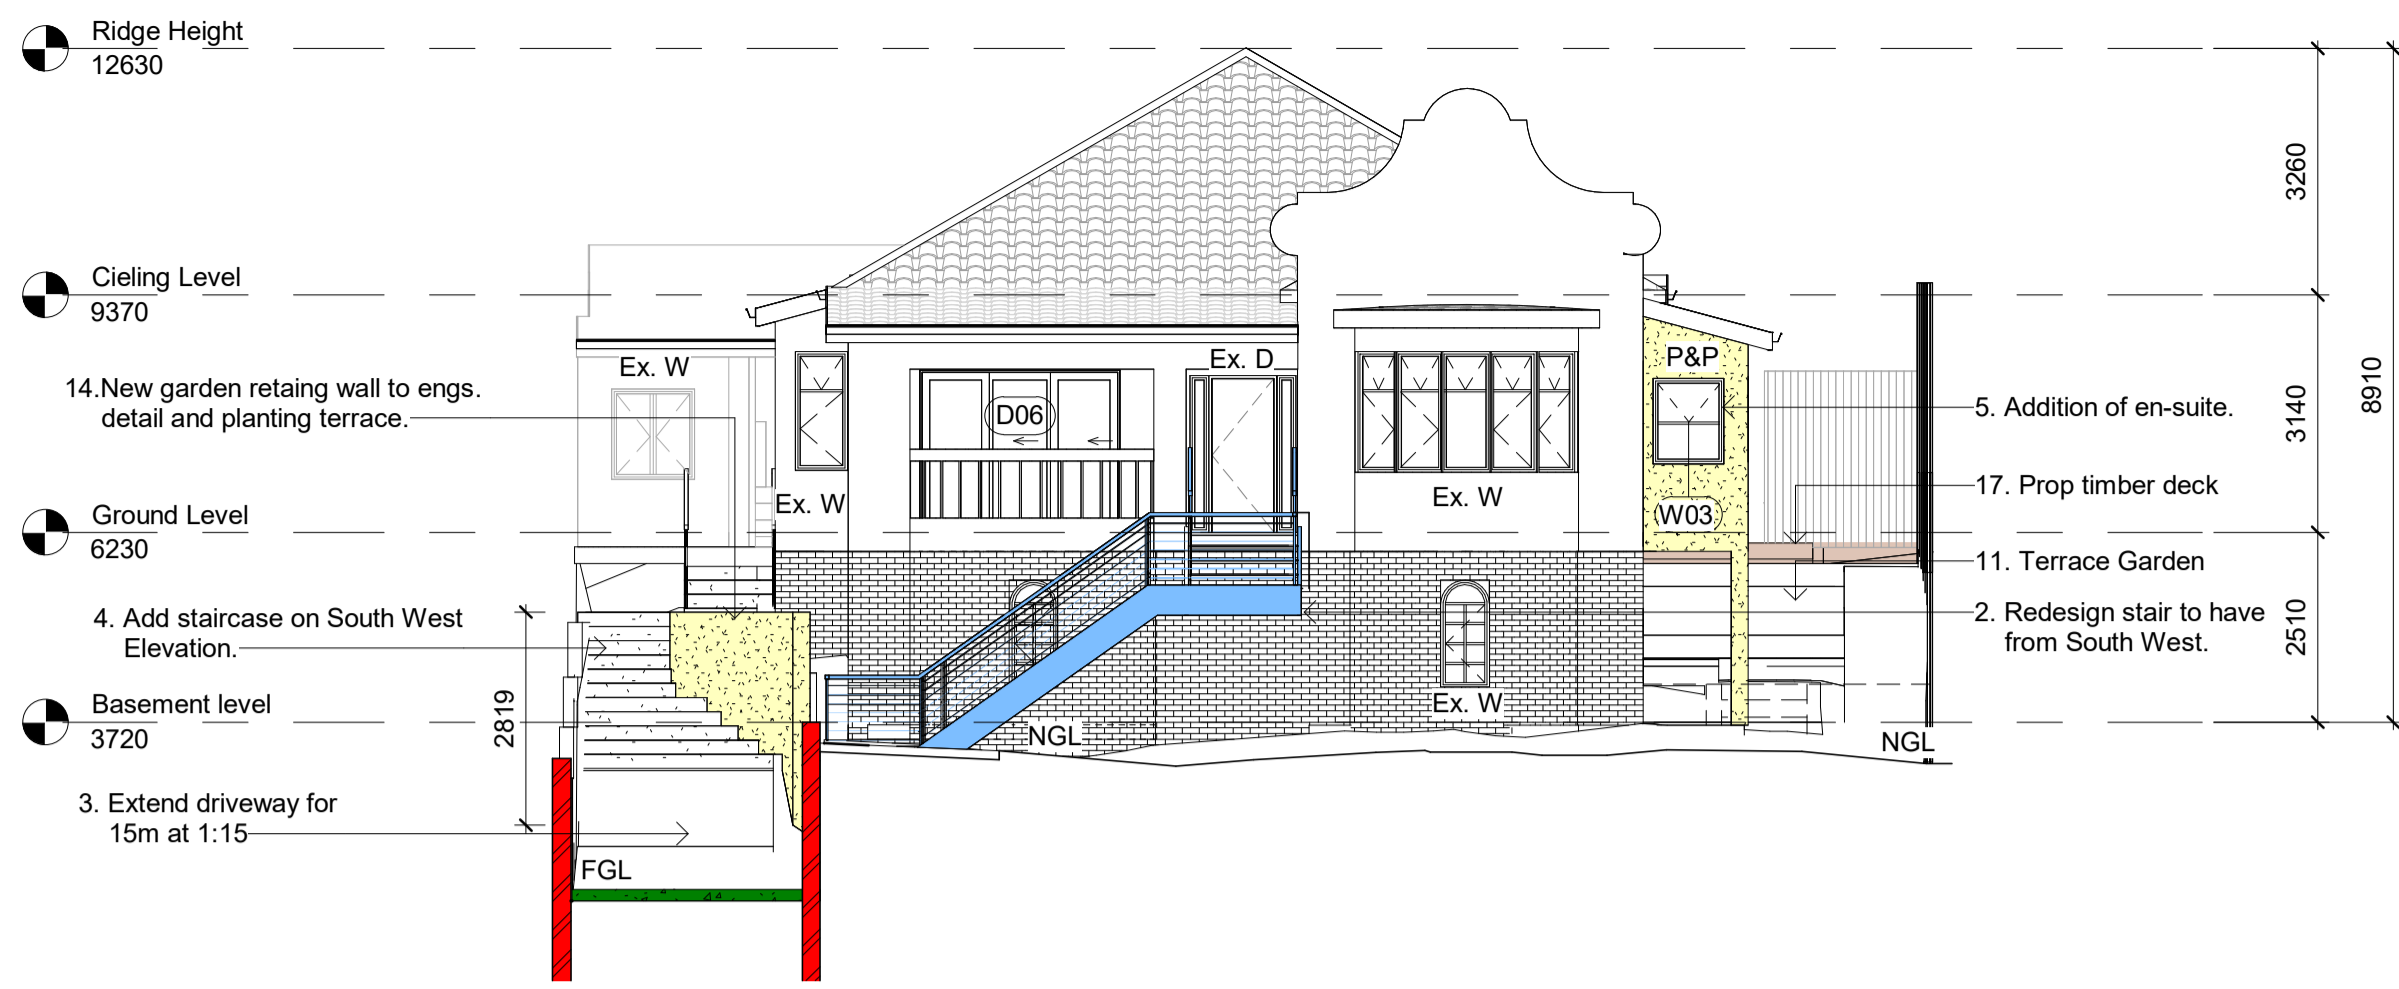 Ridge Height
12630
Cieling Level
9370
Ex. W
Ex. D
P&P
14.New garden retaing wall to engs.
detail and planting terrace.
D06
5. Addition of en-suite.
Ex. W
Ex. W
17. Prop timber deck
Ground Level
6230
W03
11. Terrace Garden
4. Add staircase on South West
Elevation.
2. Redesign stair to have
from South West.
Basement level
3720
Ex. W
NGL
NGL
3. Extend driveway for
15m at 1:15
FGL
2819
3260
3140
2510
8910